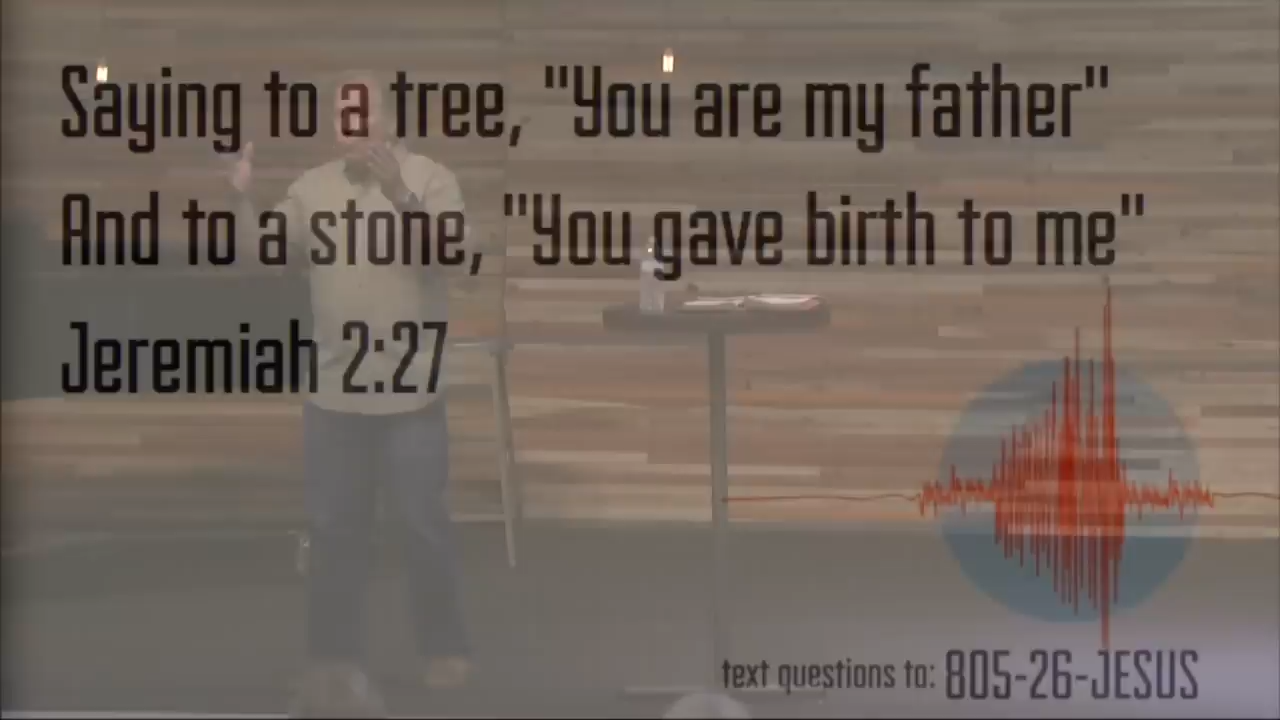 Saying to a tree, "You are my father"
And to a stone, "You gave birth to me"
Jeremiah 2:27
text questions to: 805-26-JESUS